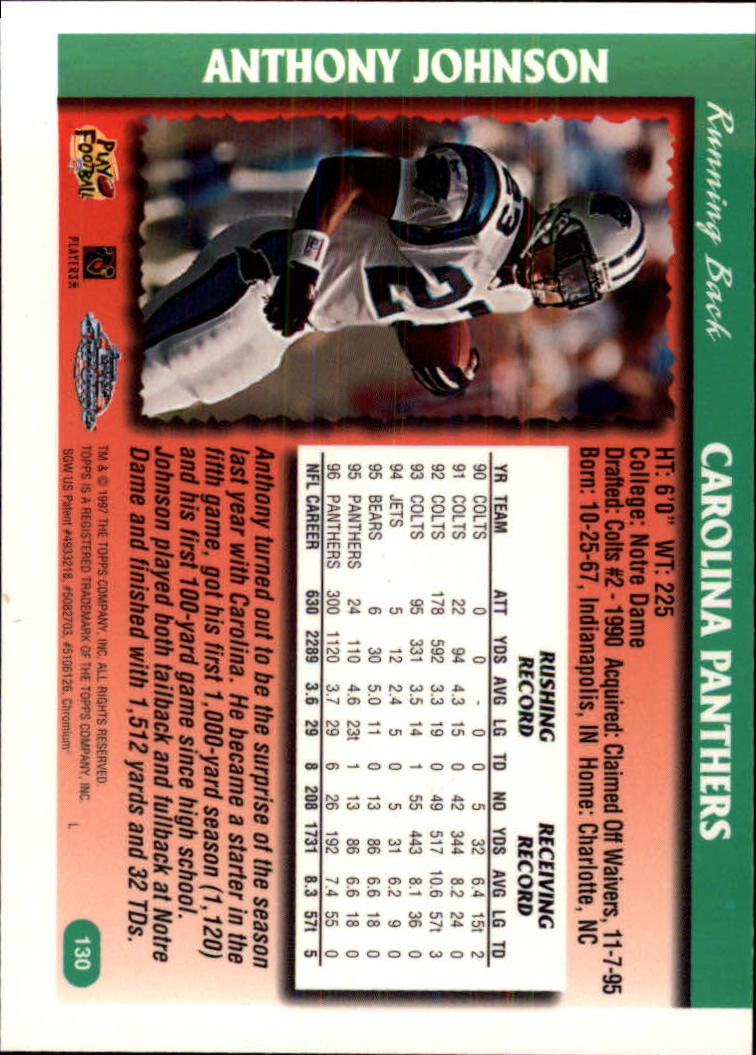 Running Back
CAROLINA PANTHERS
ANTHONY JOHNSON
23
HT: 6'0" WT: 225
College: Notre Dame
Drafted: Colts #2 - 1990 Acquired: Claimed Off Waivers, 11-7-95
Born: 10-25-67, Indianapolis, IN Home: Charlotte, NC
RUSHING RECORD RECEIVING RECORD
YR TEAM ATT YDS AVG LG TD NO YDS AVG LG TD
90 COLTS 0 0 - 0 0 5 32 6.4 15t 2
91 COLTS 22 94 4.3 15 0 42 344 8.2 24 0
92 COLTS 178 592 3.3 19 0 49 517 10.6 57t 3
93 COLTS 95 331 3.5 14 1 55 443 8.1 36 0
94 JETS 5 12 2.4 5 0 5 31 6.2 9 0
95 BEARS 6 30 5.0 11 0 13 86 6.6 18 0
95 PANTHERS 24 110 4.6 23t 1 13 86 6.6 18 0
96 PANTHERS 300 1120 3.7 29 6 26 192 7.4 55 0
NFL CAREER 630 2289 3.6 29 8 208 1731 8.3 57t 5
Anthony turned out to be the surprise of the season
last year with Carolina. He became a starter in the
fifth game, got his first 1,000-yard season (1,120)
and his first 100-yard game since high school.
Johnson played both tailback and fullback at Notre
Dame and finished with 1,512 yards and 32 TDs.
PLAY FOOTBALL
PLAYERS INC
TM & © 1997 THE TOPPS COMPANY, INC. ALL RIGHTS RESERVED.
TOPPS IS A REGISTERED TRADEMARK OF THE TOPPS COMPANY, INC.
SGW US Patent #4933218, #5082703, #5106126. Chromium
L
130